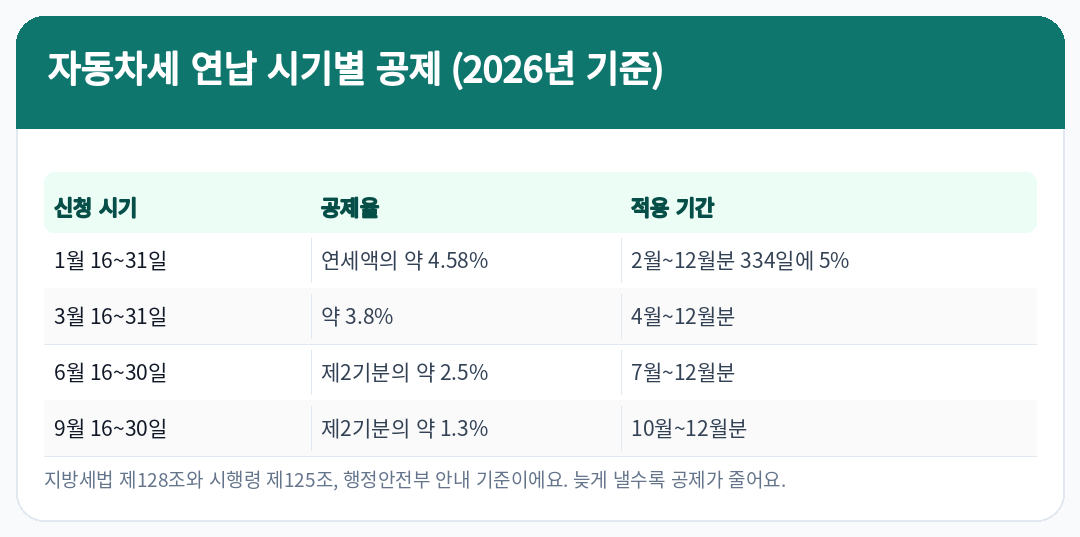 자동차세 연납 시기별 공제 (2026년 기준)
신청 시기 공제율 적용 기간
1월 16~31일 연세액의 약 4.58% 2월~12월분 334일에 5%
3월 16~31일 약 3.8% 4월~12월분
6월 16~30일 제2기분의 약 2.5% 7월~12월분
9월 16~30일 제2기분의 약 1.3% 10월~12월분
지방세법 제128조와 시행령 제125조, 행정안전부 안내 기준이에요. 늦게 낼수록 공제가 줄어요.